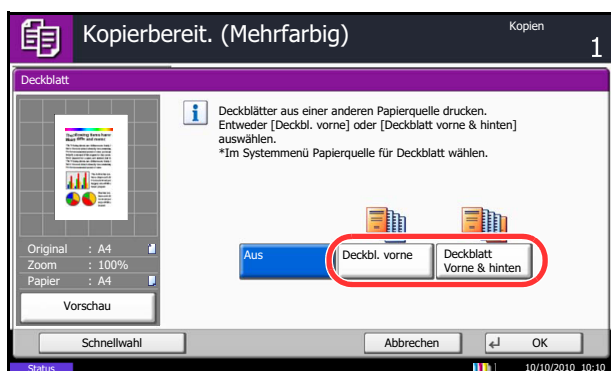 Kopierbereit. (Mehrfarbig)
Kopien
1
Deckblatt
Deckblätter aus einer anderen Papierquelle drucken.
Entweder [Deckbl. vorne] oder [Deckblatt vorne & hinten]
auswählen.
*Im Systemmenü Papierquelle für Deckblatt wählen.
Original : A4
Zoom : 100%
Papier : A4
Vorschau
Aus
Deckbl. vorne
Deckblatt
Vorne & hinten
Schnellwahl
Abbrechen
OK
Status
10/10/2010 10:10